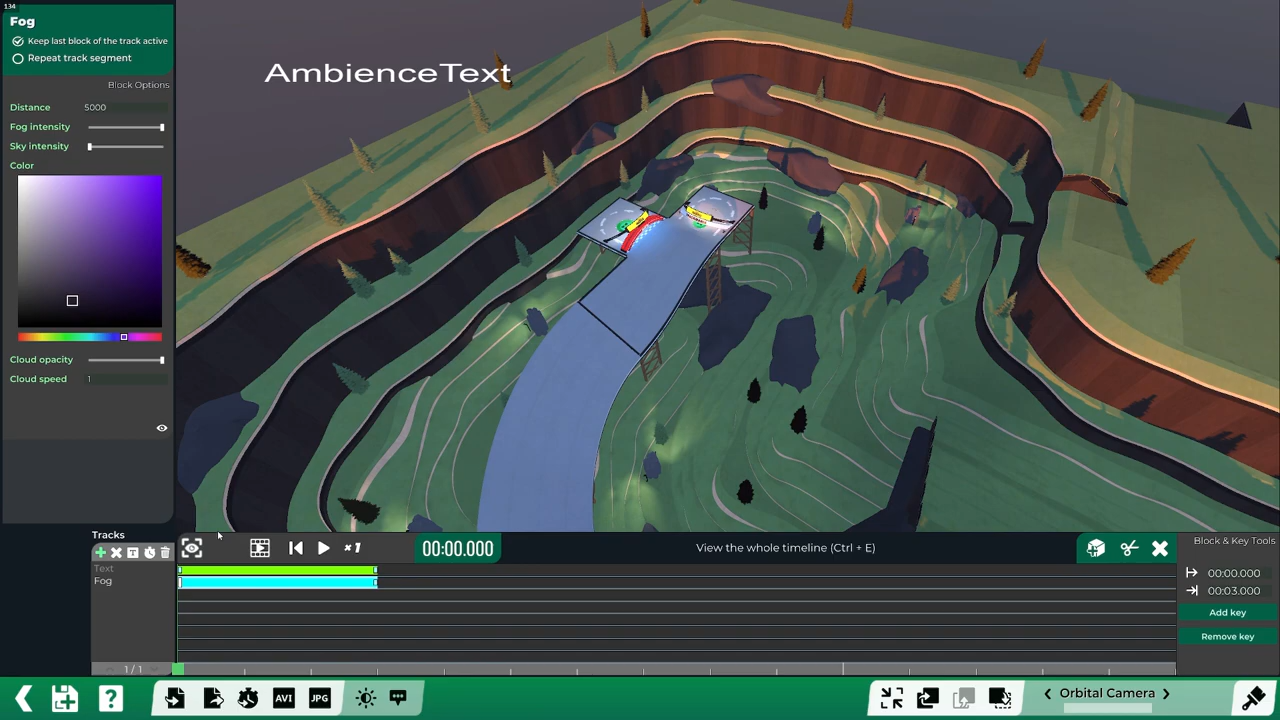 134
Fog
Keep last block of the track active
Repeat track segment
Block Options
Distance 5000
Fog intensity
Sky intensity
Color
Cloud opacity
Cloud speed 1
AmbienceText
Tracks
Text
Fog
1 / 1
×1
00:00.000
View the whole timeline (Ctrl + E)
Block & Key Tools
00:00.000
00:03.000
Add key
Remove key
AVI
JPG
Orbital Camera